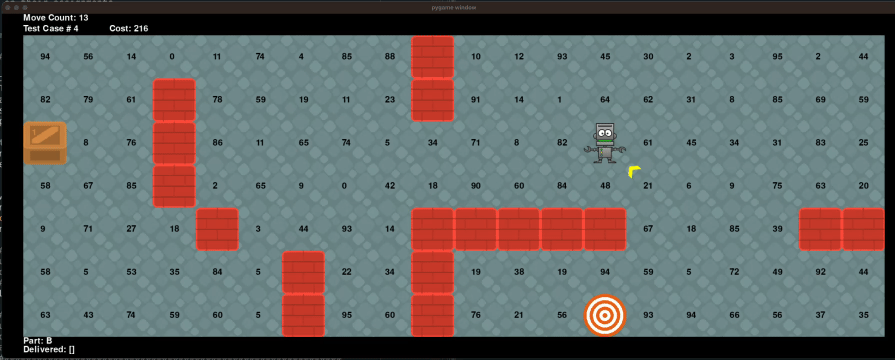 pygame window
Move Count: 13
Test Case # 4 Cost: 216
94 56 14 0 11 74 4 85 88 10 12 93 45 30 2 3 95 2 44
82 79 61 78 59 19 11 23 91 14 1 64 62 31 8 85 69 59
8 76 86 11 65 74 5 34 71 8 82 61 45 34 31 83 25
58 67 85 2 65 9 0 42 18 90 60 84 48 21 6 9 75 63 20
9 71 27 18 3 44 93 14 67 18 85 39
58 5 53 35 84 5 22 34 19 38 19 94 59 5 72 49 92 44
63 43 74 59 60 5 95 60 76 21 56 93 94 66 56 37 35
Part: B
Delivered: []